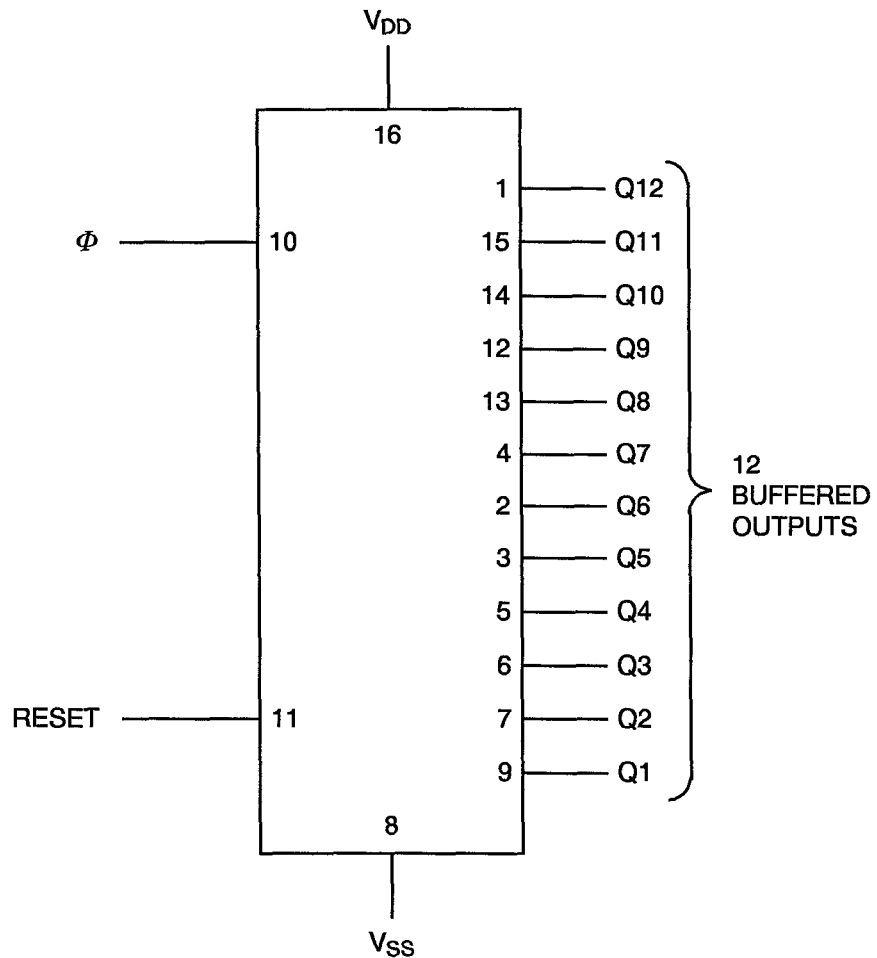 VDD
16
1 Q12
Φ 10 15 Q11
14 Q10
12 Q9
13 Q8
4 Q7
2 Q6
3 Q5
5 Q4
6 Q3
RESET 11 7 Q2
9 Q1
12
BUFFERED
OUTPUTS
8
VSS